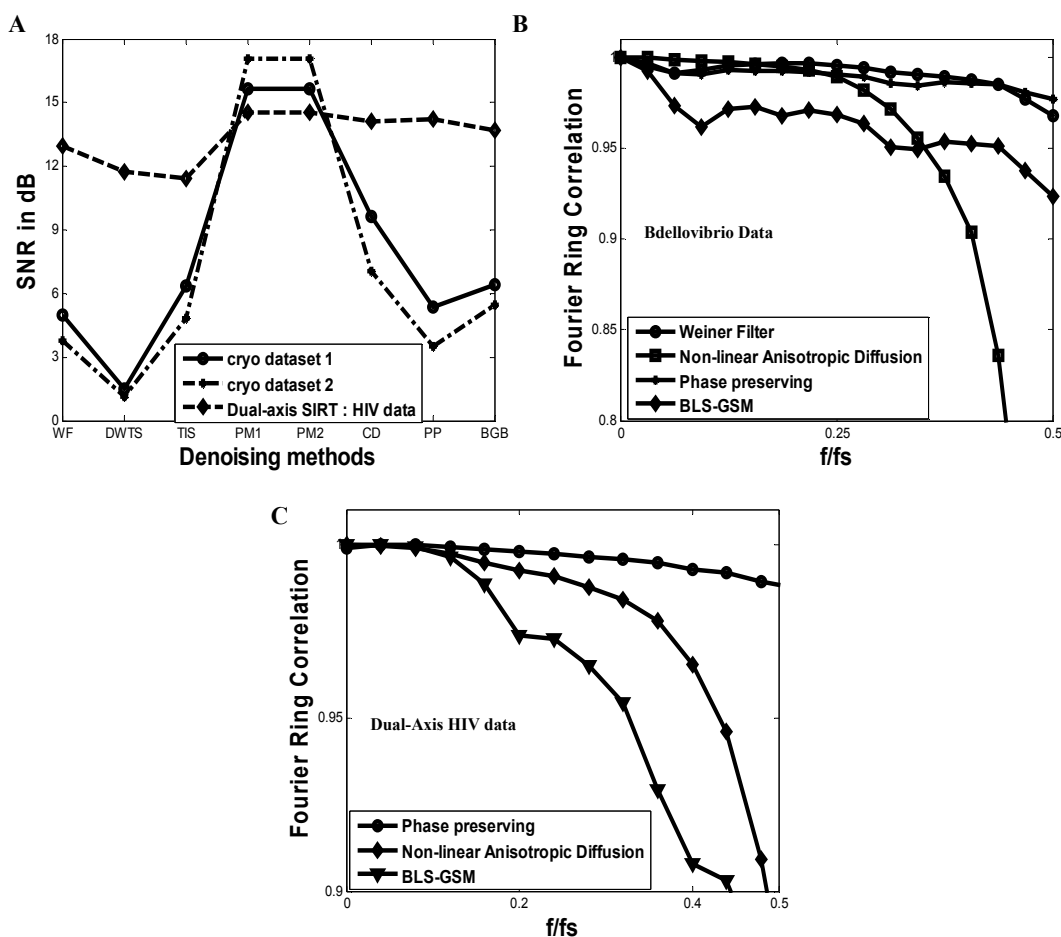 A
18
15
12
9
6
3
0
SNR in dB
WF DWTS TIS PM1 PM2 CD PP BGB
Denoising methods
cryo dataset 1
cryo dataset 2
Dual-axis SIRT : HIV data
B
0.95
0.9
0.85
0.8
Fourier Ring Correlation
Bdellovibrio Data
Weiner Filter
Non-linear Anisotropic Diffusion
Phase preserving
BLS-GSM
0 0.25 0.5
f/fs
C
0.95
0.9
Fourier Ring Correlation
Dual-Axis HIV data
Phase preserving
Non-linear Anisotropic Diffusion
BLS-GSM
0 0.2 0.4 0.5
f/fs